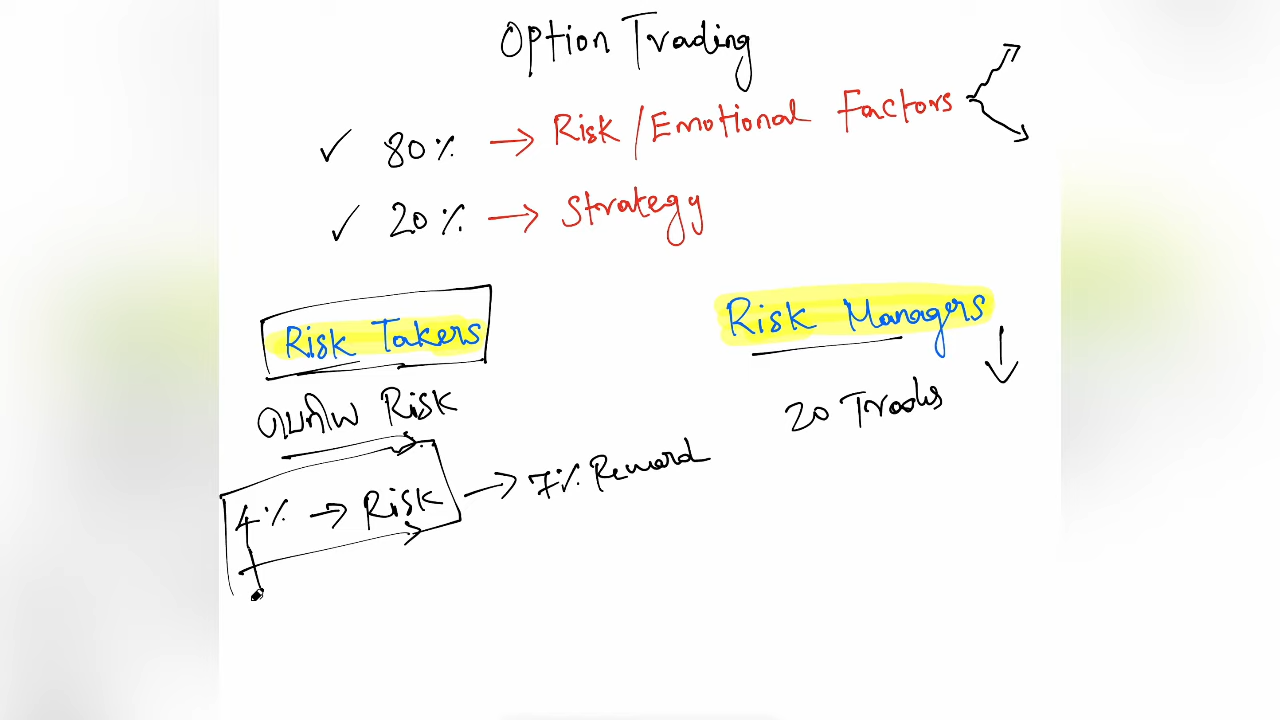 Option Trading
✓ 80% → Risk/Emotional Factors
✓ 20% → Strategy
Risk Takers
Risk Managers
பெரிய Risk
20 Trades
4% → Risk → 7% Reward